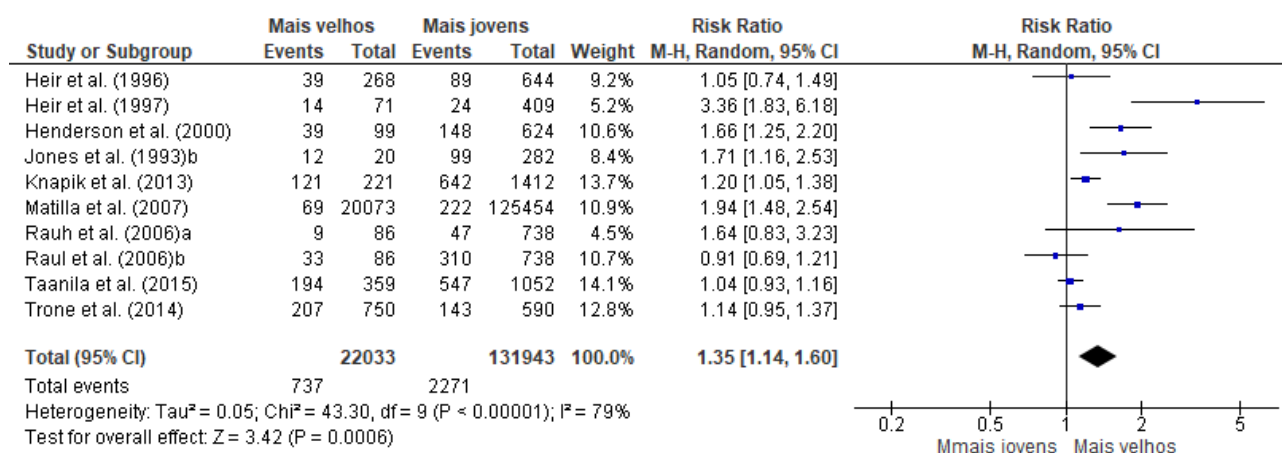 Mais velhos Mais jovens Risk Ratio Risk Ratio
Study or Subgroup Events Total Events Total Weight M-H, Random, 95% CI M-H, Random, 95% CI
Heir et al. (1996) 39 268 89 644 9.2% 1.05 [0.74, 1.49]
Heir et al. (1997) 14 71 24 409 5.2% 3.36 [1.83, 6.18]
Henderson et al. (2000) 39 99 148 624 10.6% 1.66 [1.25, 2.20]
Jones et al. (1993)b 12 20 99 282 8.4% 1.71 [1.16, 2.53]
Knapik et al. (2013) 121 221 642 1412 13.7% 1.20 [1.05, 1.38]
Matilla et al. (2007) 69 20073 222 125454 10.9% 1.94 [1.48, 2.54]
Rauh et al. (2006)a 9 86 47 738 4.5% 1.64 [0.83, 3.23]
Raul et al. (2006)b 33 86 310 738 10.7% 0.91 [0.69, 1.21]
Taanila et al. (2015) 194 359 547 1052 14.1% 1.04 [0.93, 1.16]
Trone et al. (2014) 207 750 143 590 12.8% 1.14 [0.95, 1.37]
Total (95% CI) 22033 131943 100.0% 1.35 [1.14, 1.60]
Total events 737 2271
Heterogeneity: Tau² = 0.05; Chi² = 43.30, df = 9 (P < 0.00001); I² = 79%
Test for overall effect: Z = 3.42 (P = 0.0006)
0.2 0.5 1 2 5
Mmais jovens Mais velhos